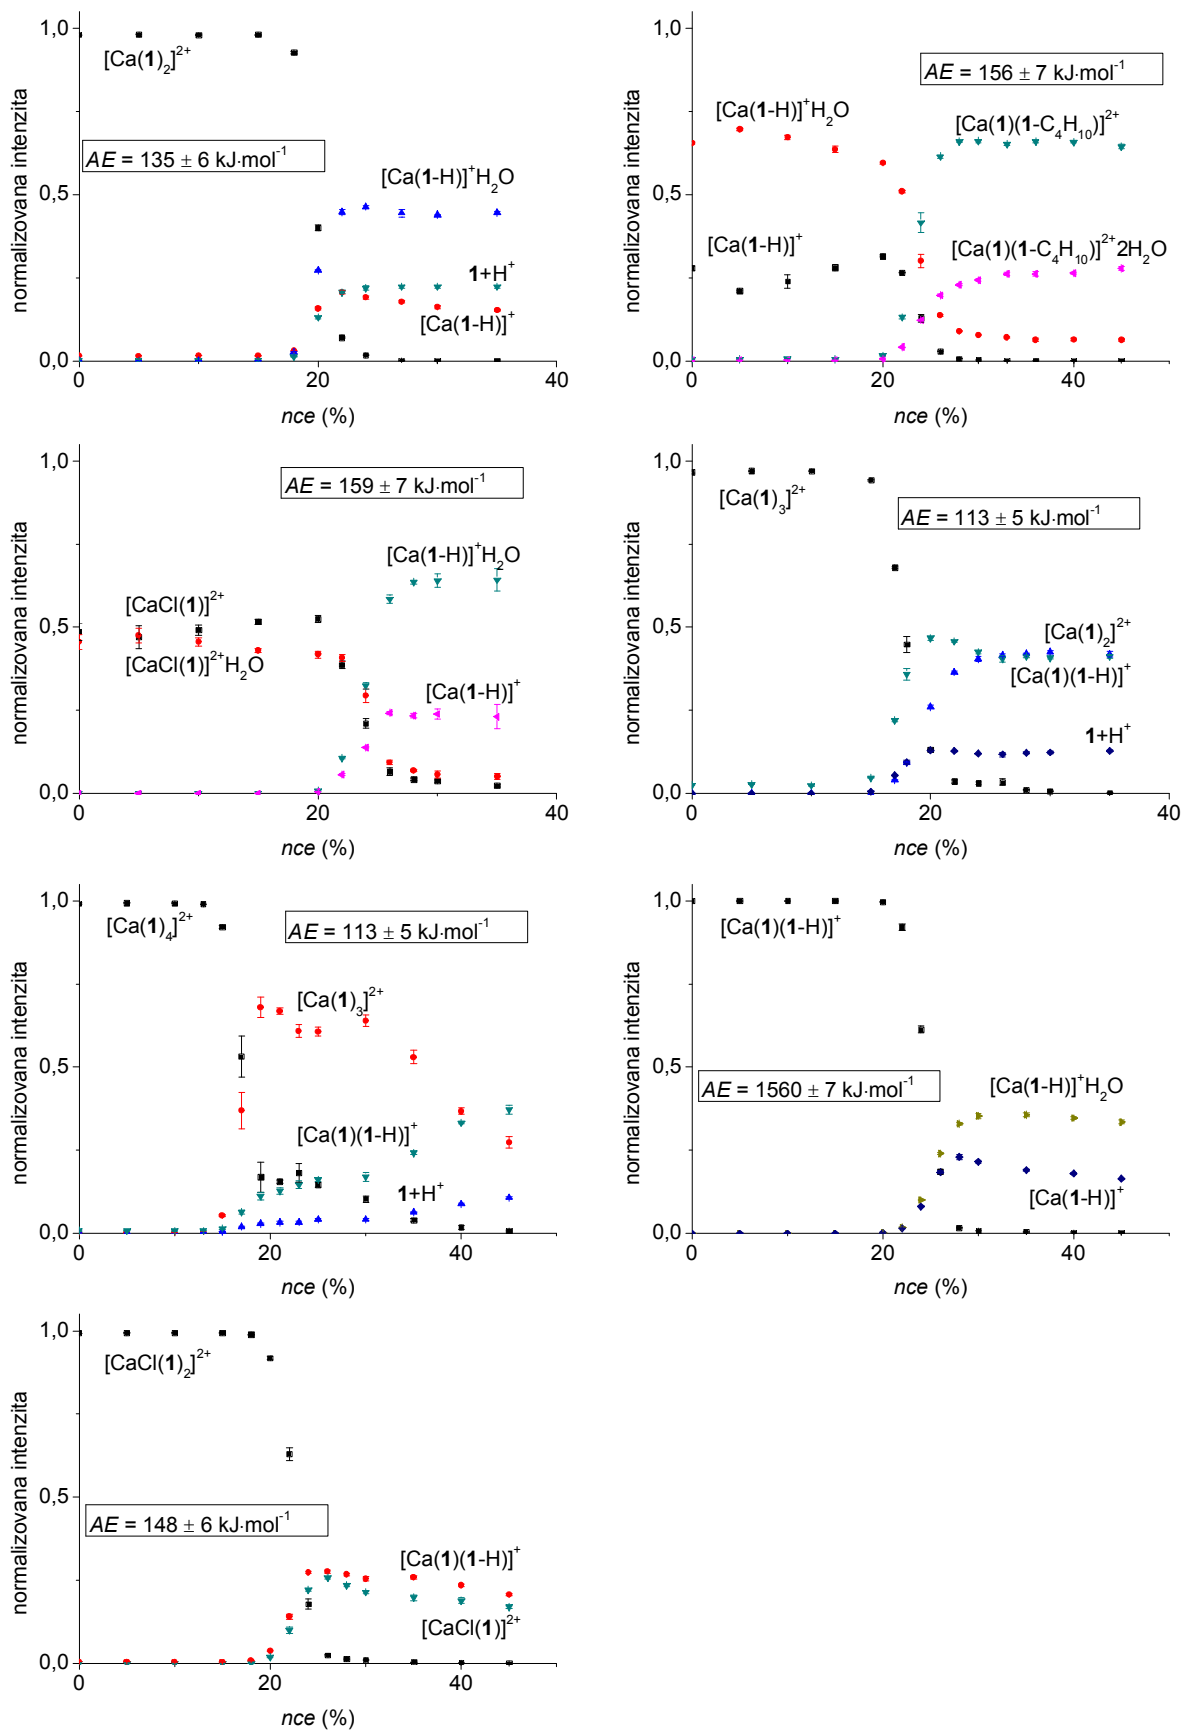 1,0
[Ca(1)₂]²⁺
AE = 135 ± 6 kJ·mol⁻¹
[Ca(1-H)]⁺H₂O
0,5
1+H⁺
[Ca(1-H)]⁺
0,0
0
20
40
nce (%)
normalizovana intenzita
1,0
AE = 156 ± 7 kJ·mol⁻¹
[Ca(1-H)]⁺H₂O
[Ca(1)(1-C₄H₁₀)]²⁺
0,5
[Ca(1-H)]⁺
[Ca(1)(1-C₄H₁₀)]²⁺2H₂O
0,0
0
20
40
nce (%)
normalizovana intenzita
1,0
AE = 159 ± 7 kJ·mol⁻¹
[Ca(1-H)]⁺H₂O
[CaCl(1)]²⁺
0,5
[CaCl(1)]²⁺H₂O
[Ca(1-H)]⁺
0,0
0
20
40
nce (%)
normalizovana intenzita
1,0
[Ca(1)₃]²⁺
AE = 113 ± 5 kJ·mol⁻¹
0,5
[Ca(1)₂]²⁺
[Ca(1)(1-H)]⁺
1+H⁺
0,0
0
20
40
nce (%)
normalizovana intenzita
1,0
[Ca(1)₄]²⁺
AE = 113 ± 5 kJ·mol⁻¹
[Ca(1)₃]²⁺
0,5
[Ca(1)(1-H)]⁺
1+H⁺
0,0
0
20
40
nce (%)
normalizovana intenzita
1,0
[Ca(1)(1-H)]⁺
0,5
AE = 1560 ± 7 kJ·mol⁻¹
[Ca(1-H)]⁺H₂O
[Ca(1-H)]⁺
0,0
0
20
40
nce (%)
normalizovana intenzita
1,0
[CaCl(1)₂]²⁺
0,5
AE = 148 ± 6 kJ·mol⁻¹
[Ca(1)(1-H)]⁺
[CaCl(1)]²⁺
0,0
0
20
40
nce (%)
normalizovana intenzita